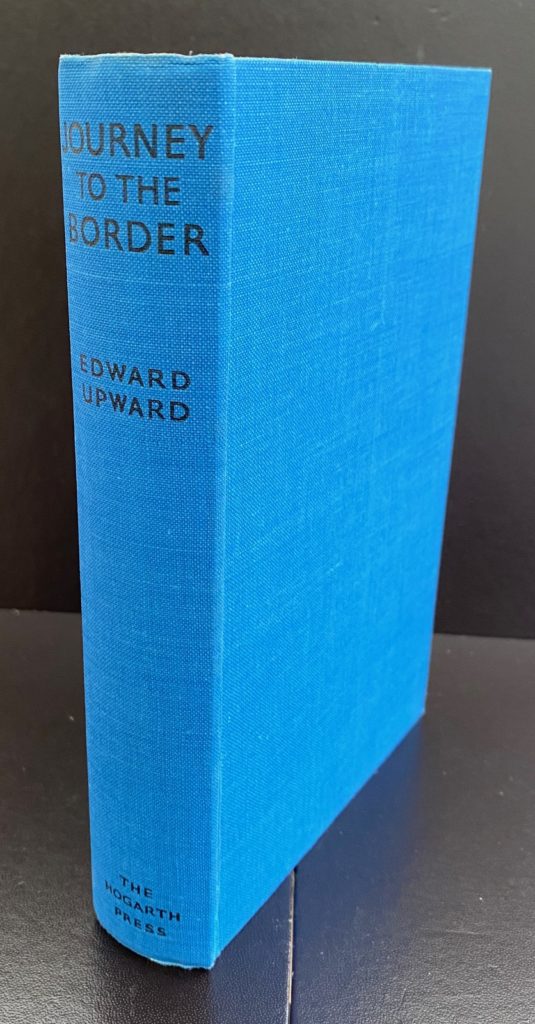 JOURNEY
TO THE
BORDER
EDWARD
UPWARD
THE
HOGARTH
PRESS